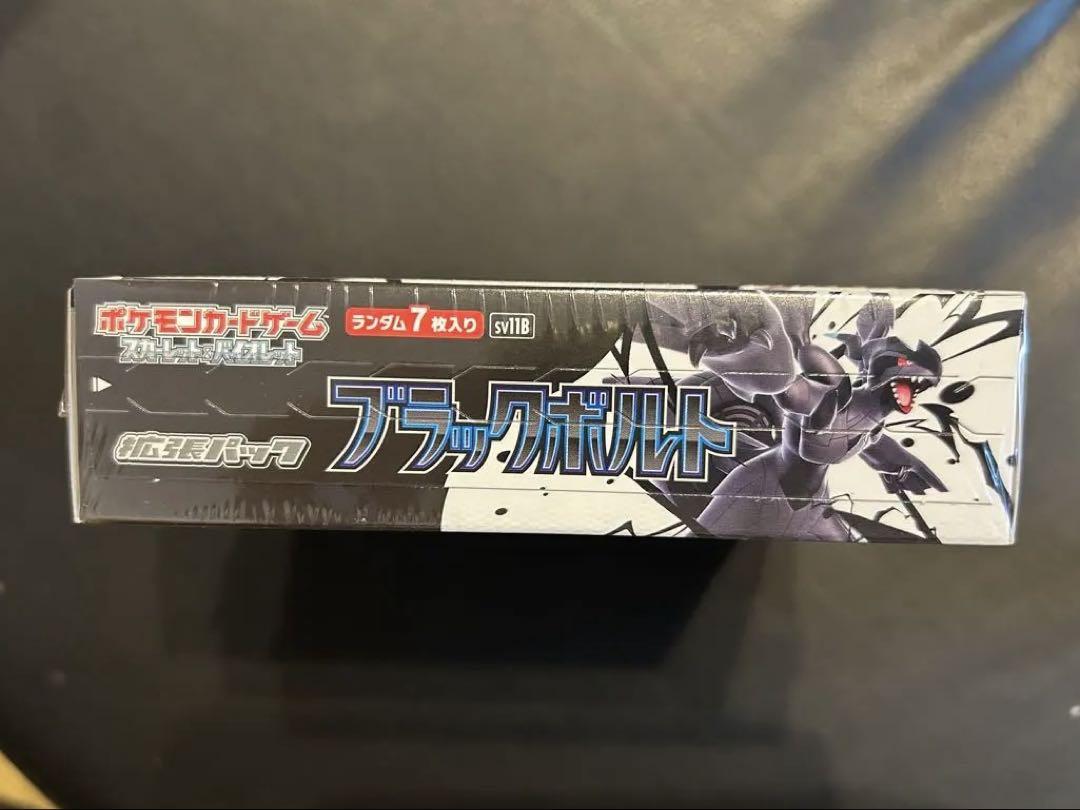 ポケモンカードゲーム
スカーレット&バイオレット
ランダム7枚入り
sv11B
拡張パック
ブラックボルト